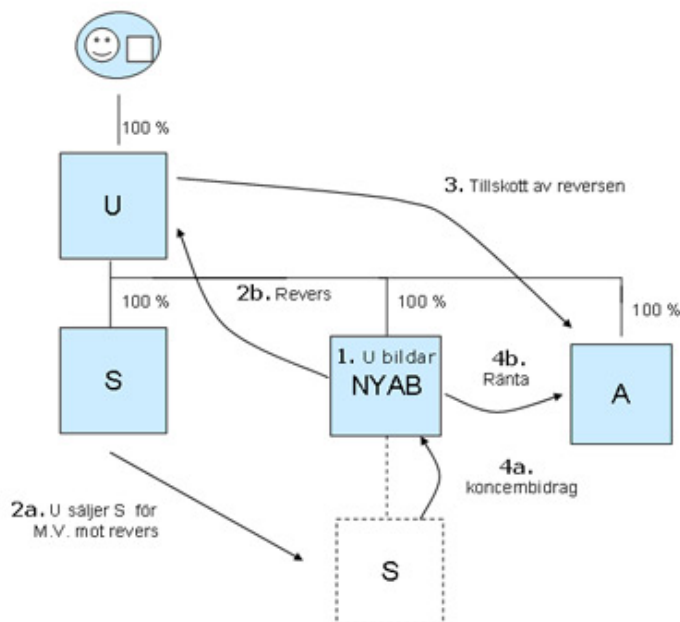 100 %
U
3. Tillskott av reversen
100 %
2b. Revers
100 %
100 %
S
1. U bildar
NYAB
4b.
Ränta
A
4a.
koncernbidrag
2a. U säljer S för
M.V. mot revers
S